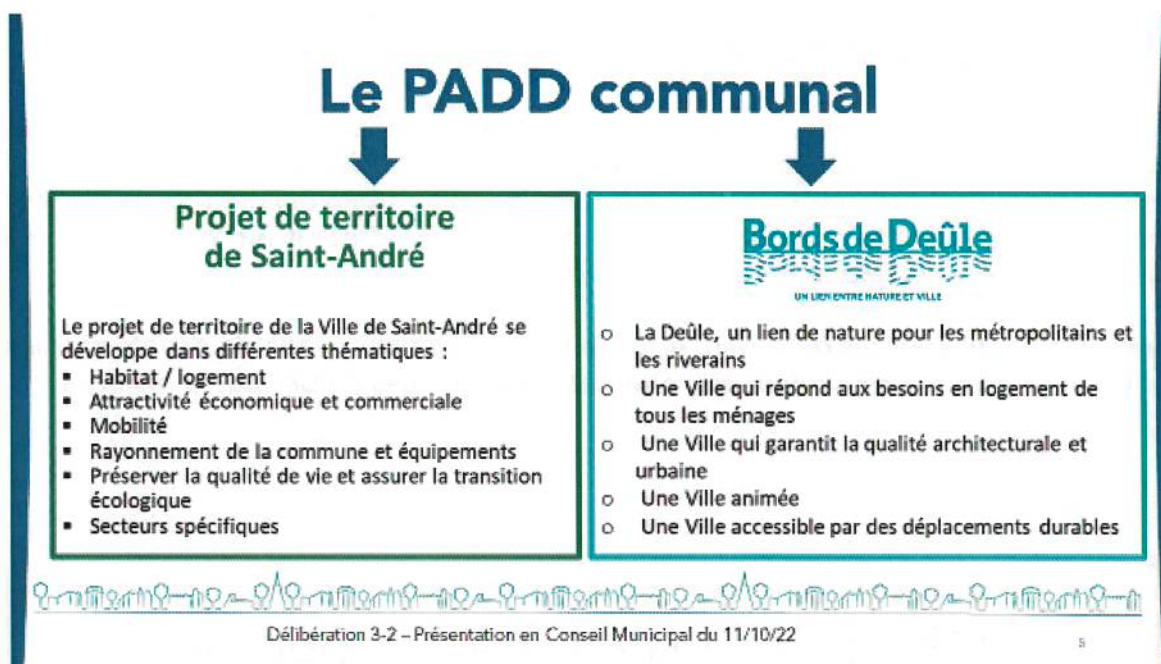 Le PADD communal
Projet de territoire
de Saint-André
Le projet de territoire de la Ville de Saint-André se
développe dans différentes thématiques :
▪ Habitat / logement
▪ Attractivité économique et commerciale
▪ Mobilité
▪ Rayonnement de la commune et équipements
▪ Préserver la qualité de vie et assurer la transition
écologique
▪ Secteurs spécifiques
Bords de Deûle
UN LIEN ENTRE NATURE ET VILLE
o La Deûle, un lien de nature pour les métropolitains et
les riverains
o Une Ville qui répond aux besoins en logement de
tous les ménages
o Une Ville qui garantit la qualité architecturale et
urbaine
o Une Ville animée
o Une Ville accessible par des déplacements durables
Délibération 3-2 – Présentation en Conseil Municipal du 11/10/22
5